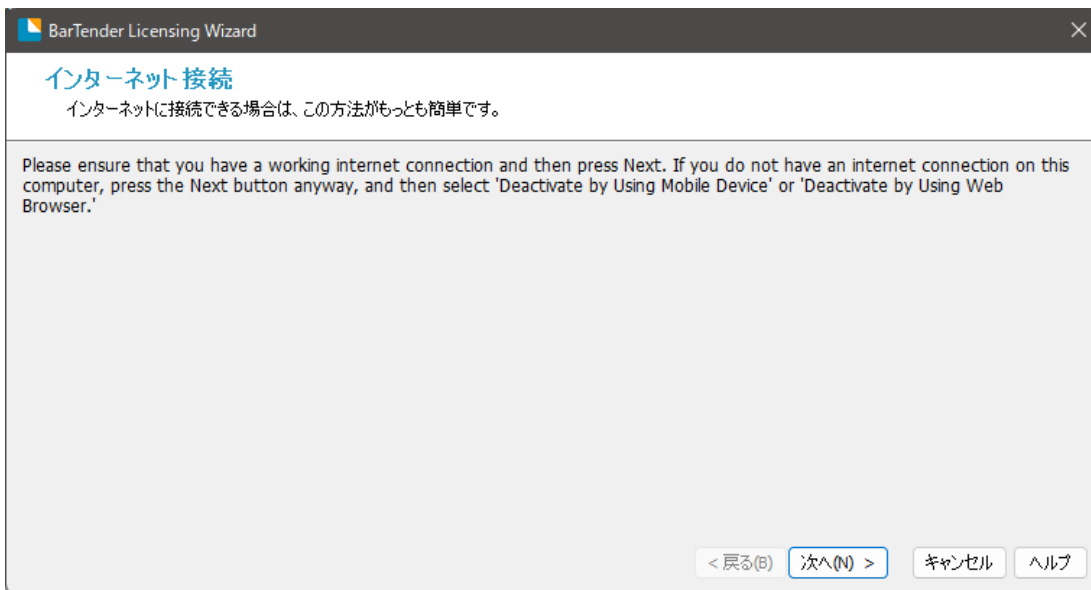 BarTender Licensing Wizard
インターネット接続
インターネットに接続できる場合は、この方法がもっとも簡単です。
Please ensure that you have a working internet connection and then press Next. If you do not have an internet connection on this
computer, press the Next button anyway, and then select 'Deactivate by Using Mobile Device' or 'Deactivate by Using Web
Browser.'
< 戻る(B) 次へ(N) > キャンセル ヘルプ